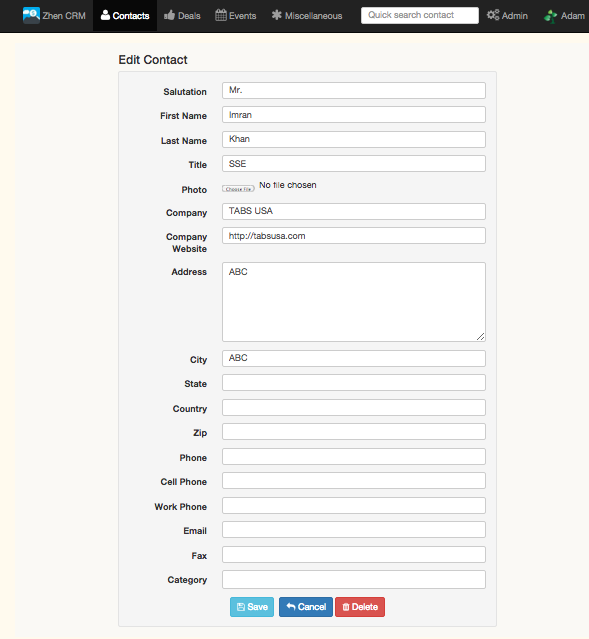 Zhen CRM Contacts Deals Events Miscellaneous Quick search contact Admin Adam
Edit Contact
Salutation Mr.
First Name Imran
Last Name Khan
Title SSE
Photo Choose File No file chosen
Company TABS USA
Company
Website http://tabsusa.com
Address ABC
City ABC
State
Country
Zip
Phone
Cell Phone
Work Phone
Email
Fax
Category
Save Cancel Delete